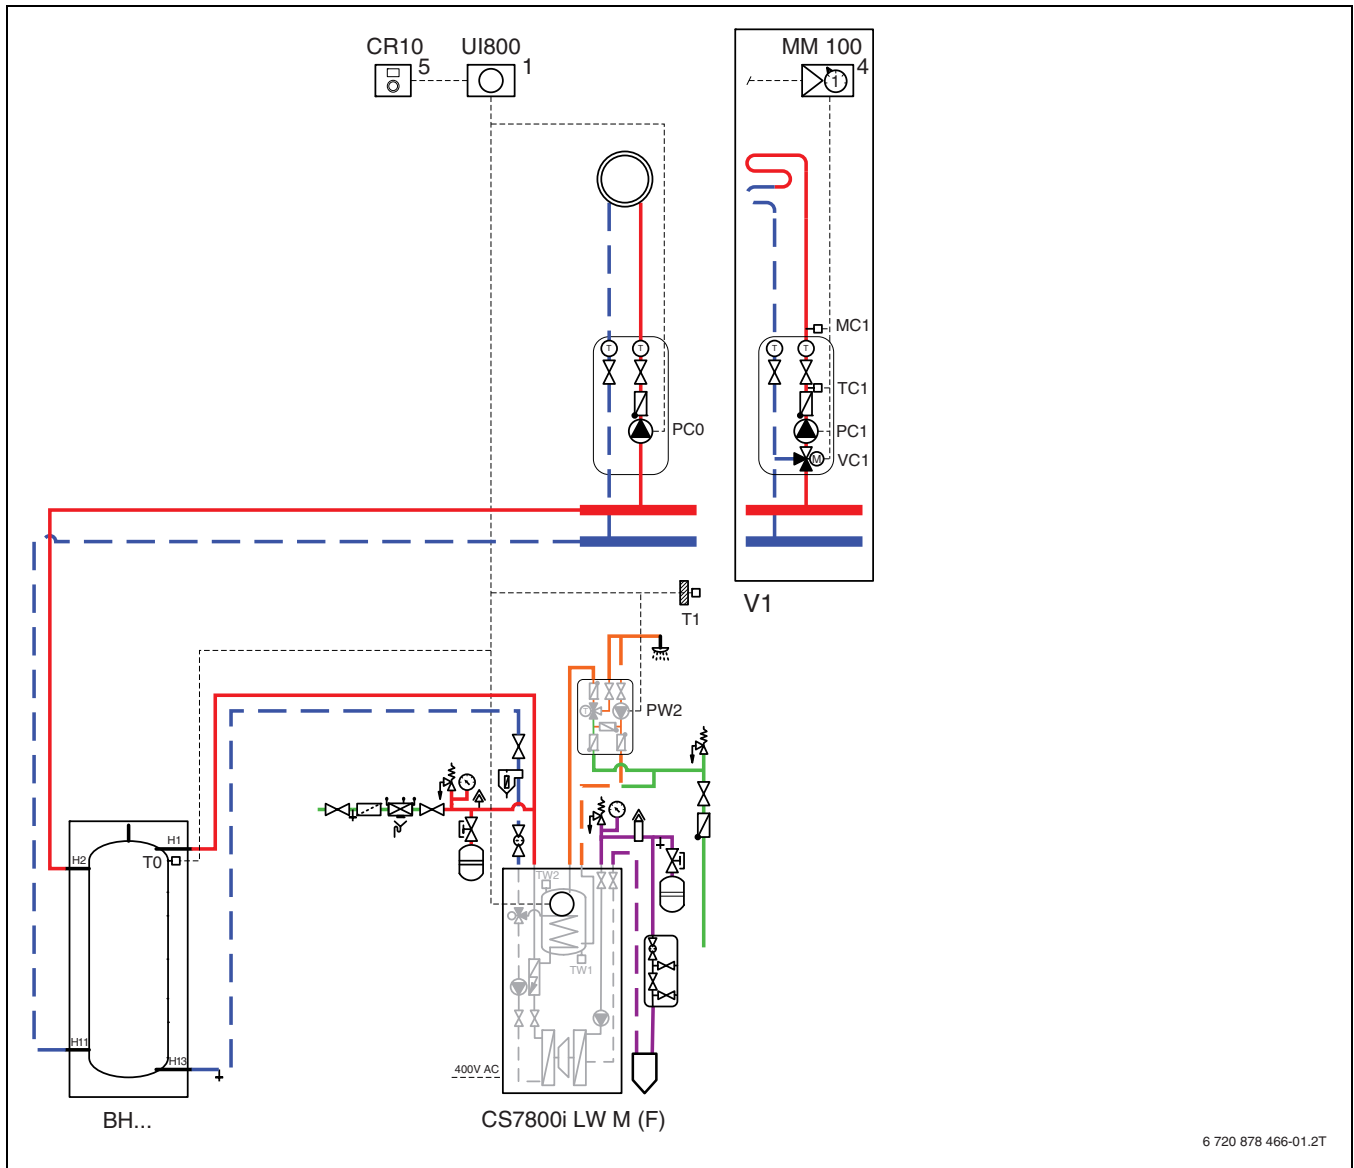 CR10
5
UI800
1
MM 100
4
1
MC1
T
T
T
T
TC1
PC0
PC1
M
VC1
T1
V1
T
PW2
H1
H2
T0
TW2
TW1
H11
H13
400V AC
BH...
CS7800i LW M (F)
6 720 878 466-01.2T